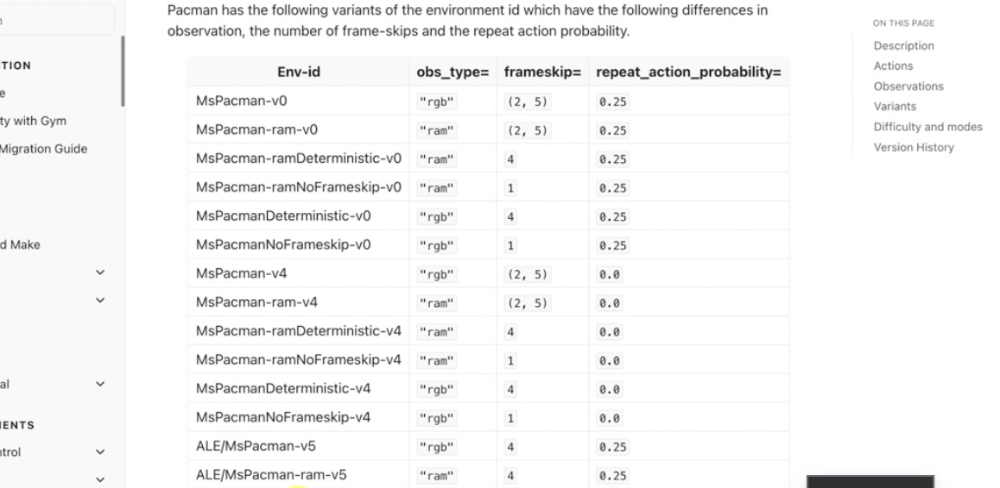 Pacman has the following variants of the environment id which have the following differences in
observation, the number of frame-skips and the repeat action probability.
Env-id obs_type= frameskip= repeat_action_probability=
MsPacman-v0 "rgb" (2, 5) 0.25
MsPacman-ram-v0 "ram" (2, 5) 0.25
MsPacman-ramDeterministic-v0 "ram" 4 0.25
MsPacman-ramNoFrameskip-v0 "ram" 1 0.25
MsPacmanDeterministic-v0 "rgb" 4 0.25
MsPacmanNoFrameskip-v0 "rgb" 1 0.25
MsPacman-v4 "rgb" (2, 5) 0.0
MsPacman-ram-v4 "ram" (2, 5) 0.0
MsPacman-ramDeterministic-v4 "ram" 4 0.0
MsPacman-ramNoFrameskip-v4 "ram" 1 0.0
MsPacmanDeterministic-v4 "rgb" 4 0.0
MsPacmanNoFrameskip-v4 "rgb" 1 0.0
ALE/MsPacman-v5 "rgb" 4 0.25
ALE/MsPacman-ram-v5 "ram" 4 0.25
TION
e
ty with Gym
Migration Guide
d Make
al
MENTS
ntrol
ON THIS PAGE
Description
Actions
Observations
Variants
Difficulty and modes
Version History